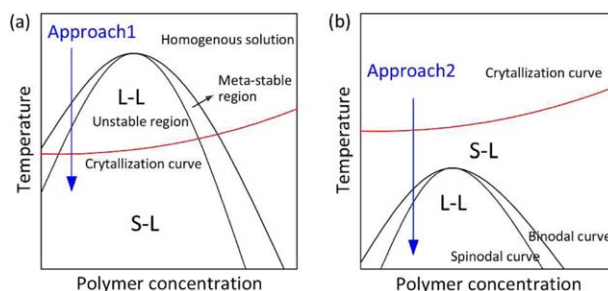 (a)
Approach1
Homogenous solution
Meta-stable
region
L-L
Unstable region
Crytallization curve
S-L
Temperature
Polymer concentration
(b)
Approach2
Crytallization curve
S-L
L-L
Binodal curve
Spinodal curve
Temperature
Polymer concentration